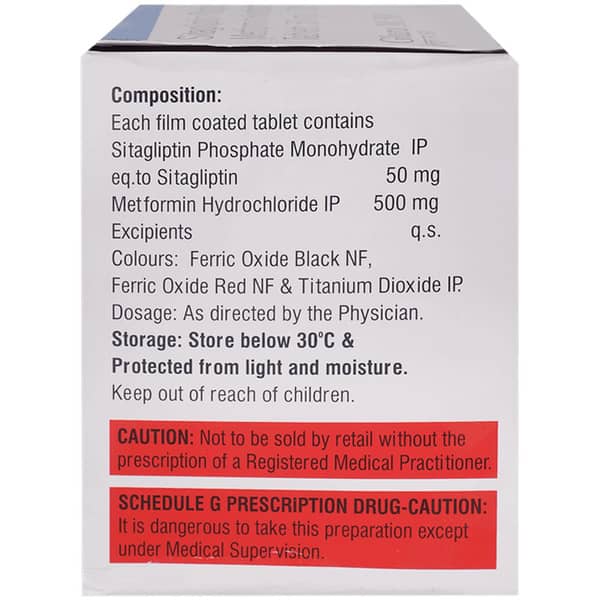 Composition:
Each film coated tablet contains
Sitagliptin Phosphate Monohydrate IP
eq.to Sitagliptin 50 mg
Metformin Hydrochloride IP 500 mg
Excipients q.s.
Colours: Ferric Oxide Black NF,
Ferric Oxide Red NF & Titanium Dioxide IP.
Dosage: As directed by the Physician.
Storage: Store below 30°C &
Protected from light and moisture.
Keep out of reach of children.
CAUTION: Not to be sold by retail without the
prescription of a Registered Medical Practitioner.
SCHEDULE G PRESCRIPTION DRUG-CAUTION:
It is dangerous to take this preparation except
under Medical Supervision.